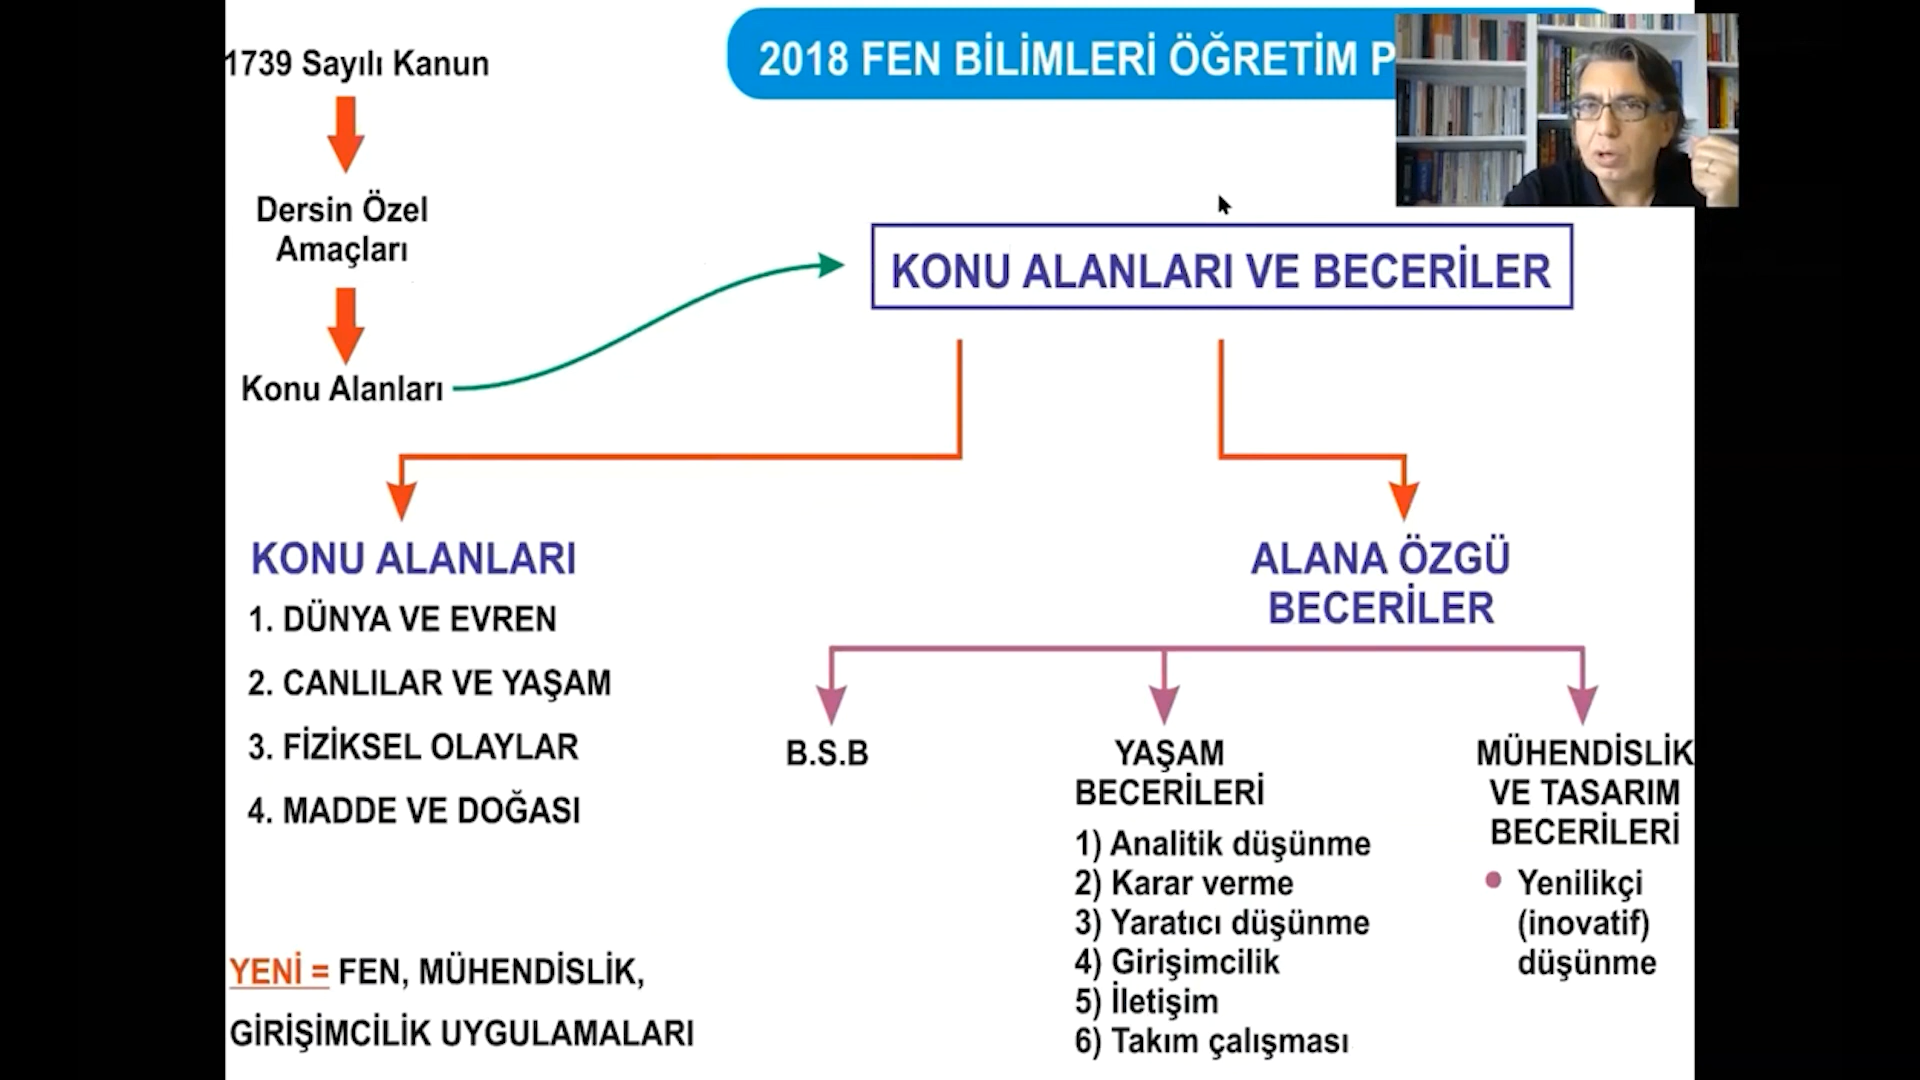 1739 Sayılı Kanun
2018 FEN BİLİMLERİ ÖĞRETİM P
Dersin Özel
Amaçları
Konu Alanları
KONU ALANLARI VE BECERİLER
KONU ALANLARI
1. DÜNYA VE EVREN
2. CANLILAR VE YAŞAM
3. FİZİKSEL OLAYLAR
4. MADDE VE DOĞASI
YENİ = FEN, MÜHENDİSLİK,
GİRİŞİMCİLİK UYGULAMALARI
ALANA ÖZGÜ
BECERİLER
B.S.B
YAŞAM
BECERİLERİ
1) Analitik düşünme
2) Karar verme
3) Yaratıcı düşünme
4) Girişimcilik
5) İletişim
6) Takım çalışması
MÜHENDİSLİK
VE TASARIM
BECERİLERİ
• Yenilikçi
(inovatif)
düşünme